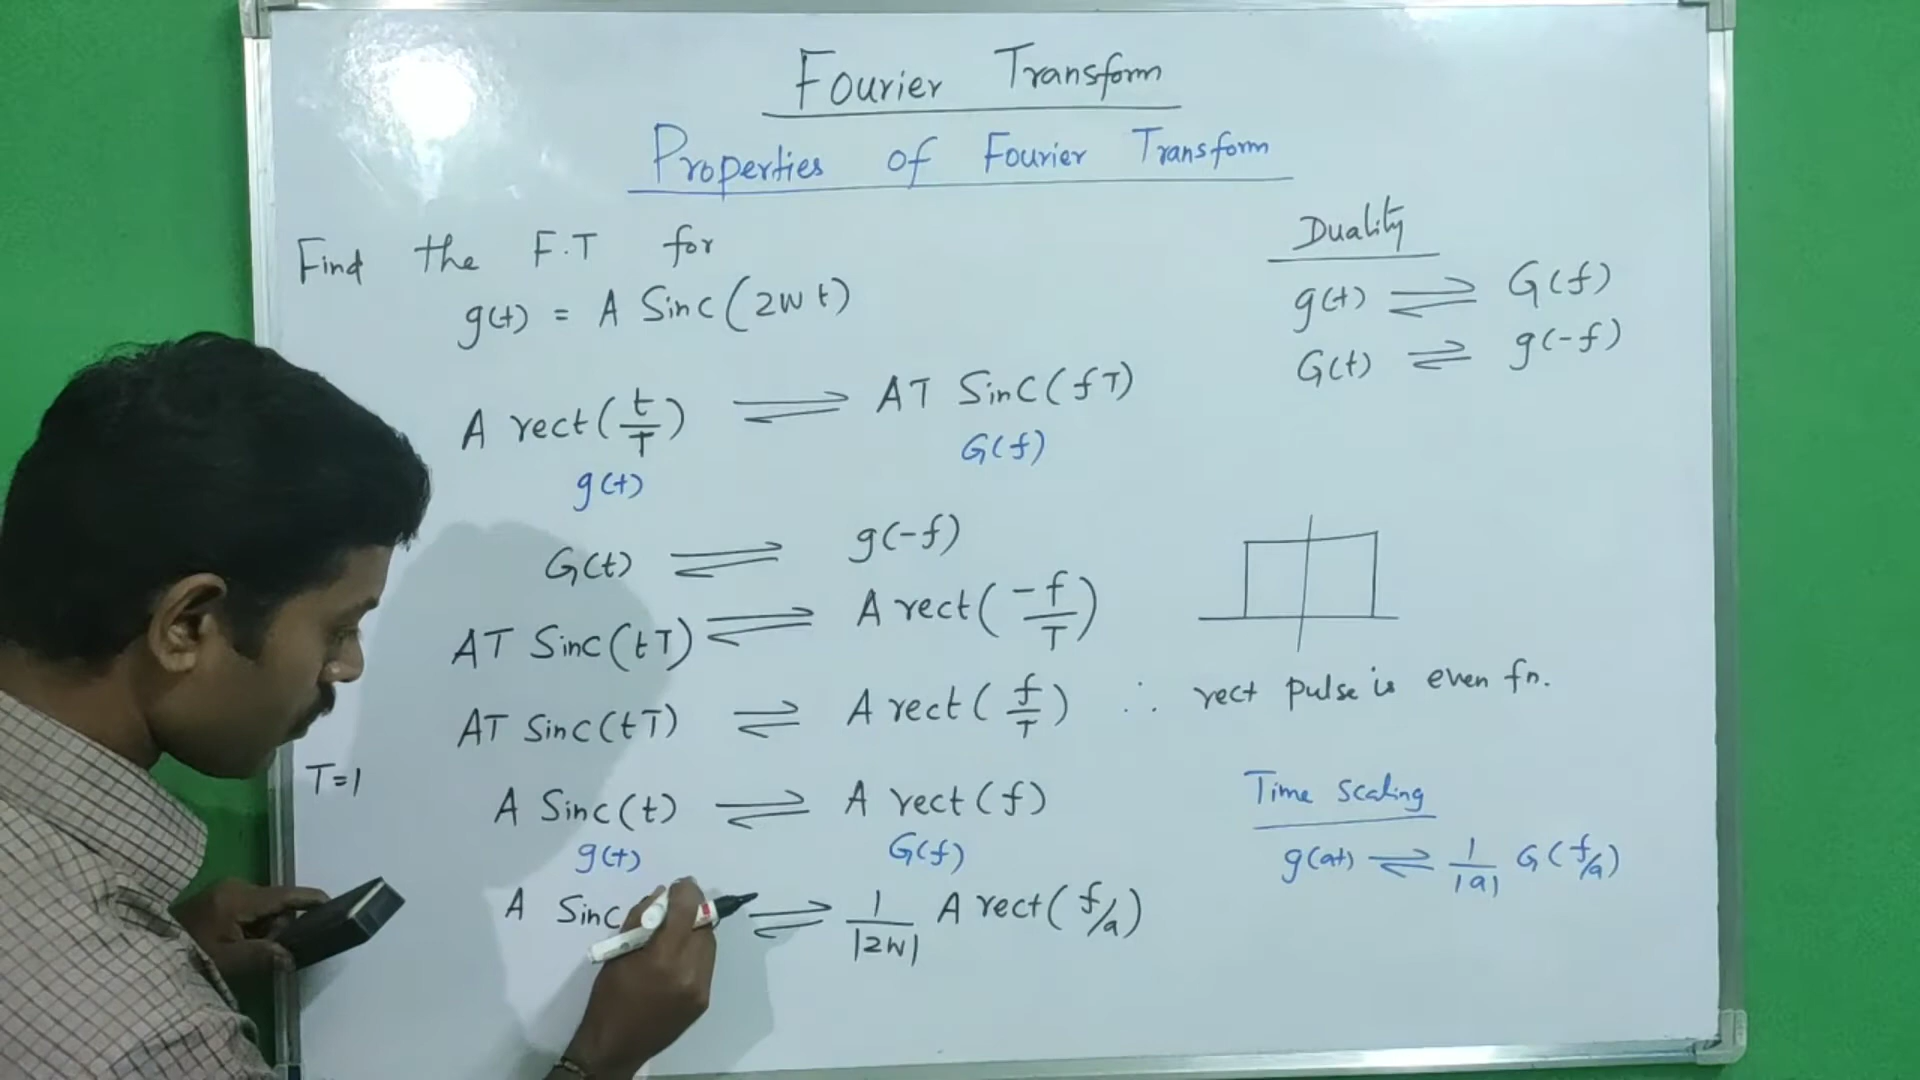 Fourier Transform
Properties of Fourier Transform
Find the F.T for
g(t) = A Sinc(2wt)
A rect(t/T) ⇌ AT Sinc(fT)
g(t) G(f)
G(t) ⇌ g(-f)
AT Sinc(tT) ⇌ A rect(-f/T)
AT Sinc(tT) ⇌ A rect(f/T) ∴ rect pulse is even fn.
T=1
A Sinc(t) ⇌ A rect(f)
g(t) G(f)
A Sinc ⇌ 1/|2W| A rect(f/a)
Duality
g(t) ⇌ G(f)
G(t) ⇌ g(-f)
Time Scaling
g(at) ⇌ 1/|a| G(f/a)